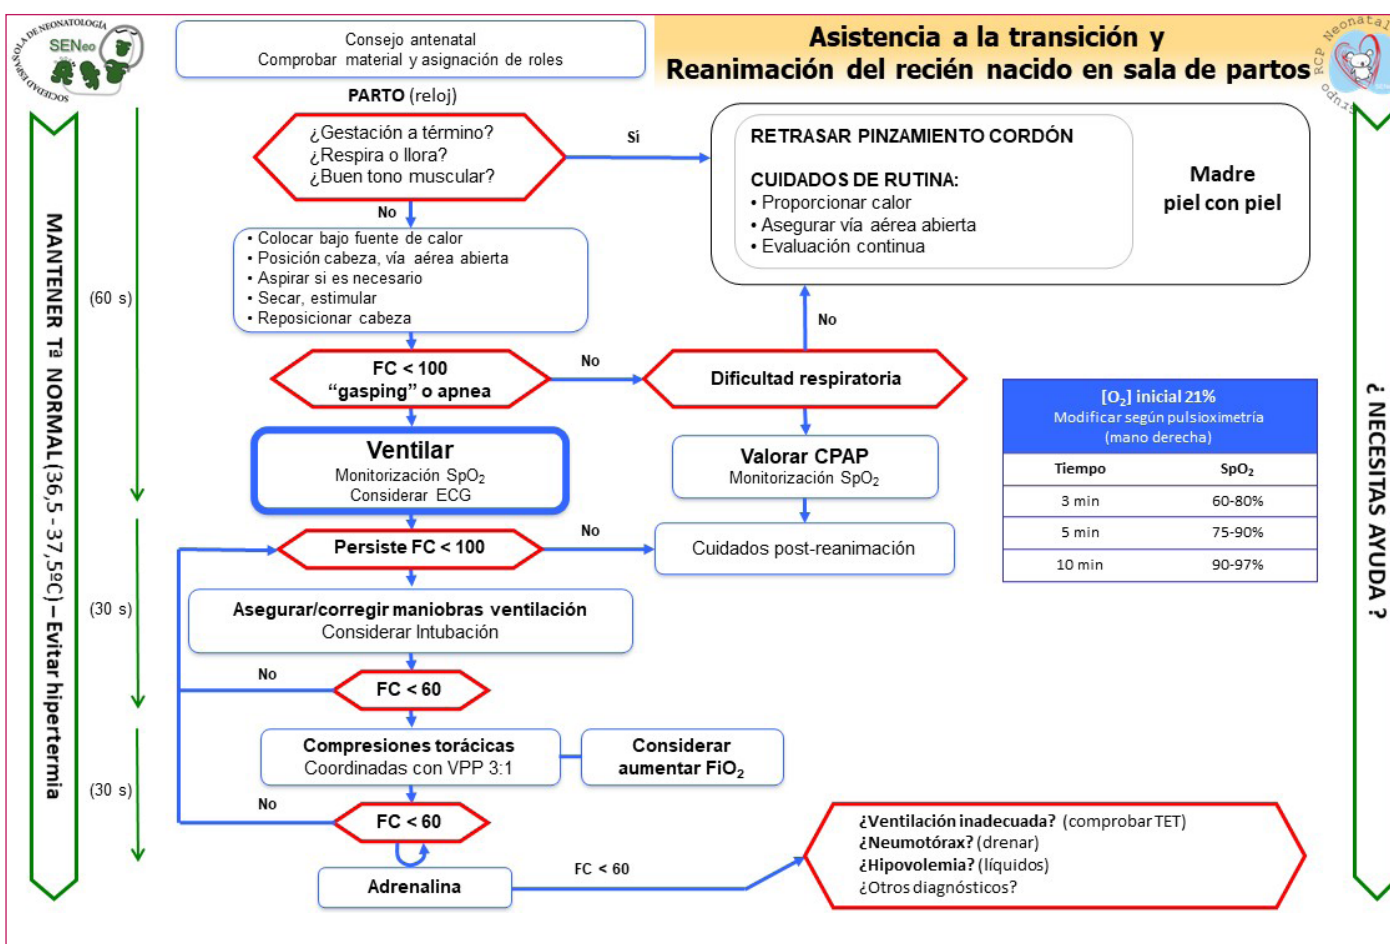 SOCIEDAD ESPAÑOLA DE NEONATOLOGÍA
SENeo
Consejo antenatal
Comprobar material y asignación de roles
Asistencia a la transición y
Reanimación del recién nacido en sala de partos
Grupo RCP Neonatal
PARTO (reloj)
¿Gestación a término?
¿Respira o llora?
¿Buen tono muscular?
Sí
RETRASAR PINZAMIENTO CORDÓN
CUIDADOS DE RUTINA:
• Proporcionar calor
• Asegurar vía aérea abierta
• Evaluación continua
Madre
piel con piel
No
• Colocar bajo fuente de calor
• Posición cabeza, vía aérea abierta
• Aspirar si es necesario
• Secar, estimular
• Reposicionar cabeza
(60 s)
No
FC < 100
“gasping” o apnea
No
Dificultad respiratoria
Ventilar
Monitorización SpO₂
Considerar ECG
Valorar CPAP
Monitorización SpO₂
[O₂] inicial 21%
Modificar según pulsioximetría
(mano derecha)
Tiempo SpO₂
3 min 60-80%
5 min 75-90%
10 min 90-97%
Persiste FC < 100
No
Cuidados post-reanimación
(30 s)
Asegurar/corregir maniobras ventilación
Considerar Intubación
No
FC < 60
Compresiones torácicas
Coordinadas con VPP 3:1
Considerar
aumentar FiO₂
(30 s)
No
FC < 60
Adrenalina
FC < 60
¿Ventilación inadecuada? (comprobar TET)
¿Neumotórax? (drenar)
¿Hipovolemia? (líquidos)
¿Otros diagnósticos?
MANTENER Tª NORMAL (36,5 - 37,5ºC) – Evitar hipertermia
¿ NECESITAS AYUDA ?